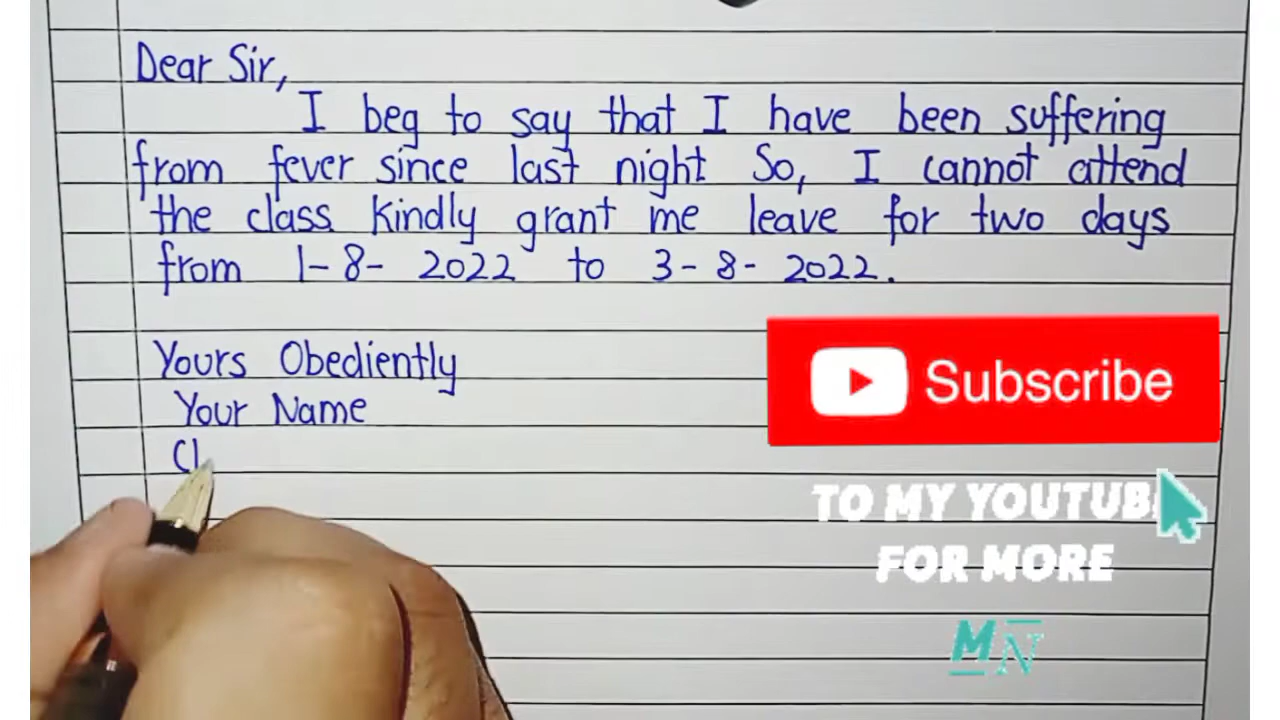 Dear Sir,
I beg to say that I have been suffering
from fever since last night So, I cannot attend
the class Kindly grant me leave for two days
from 1-8-2022 to 3-8-2022.
Yours Obediently
Your Name
Cl
Subscribe
TO MY YOUTUB
FOR MORE
MN